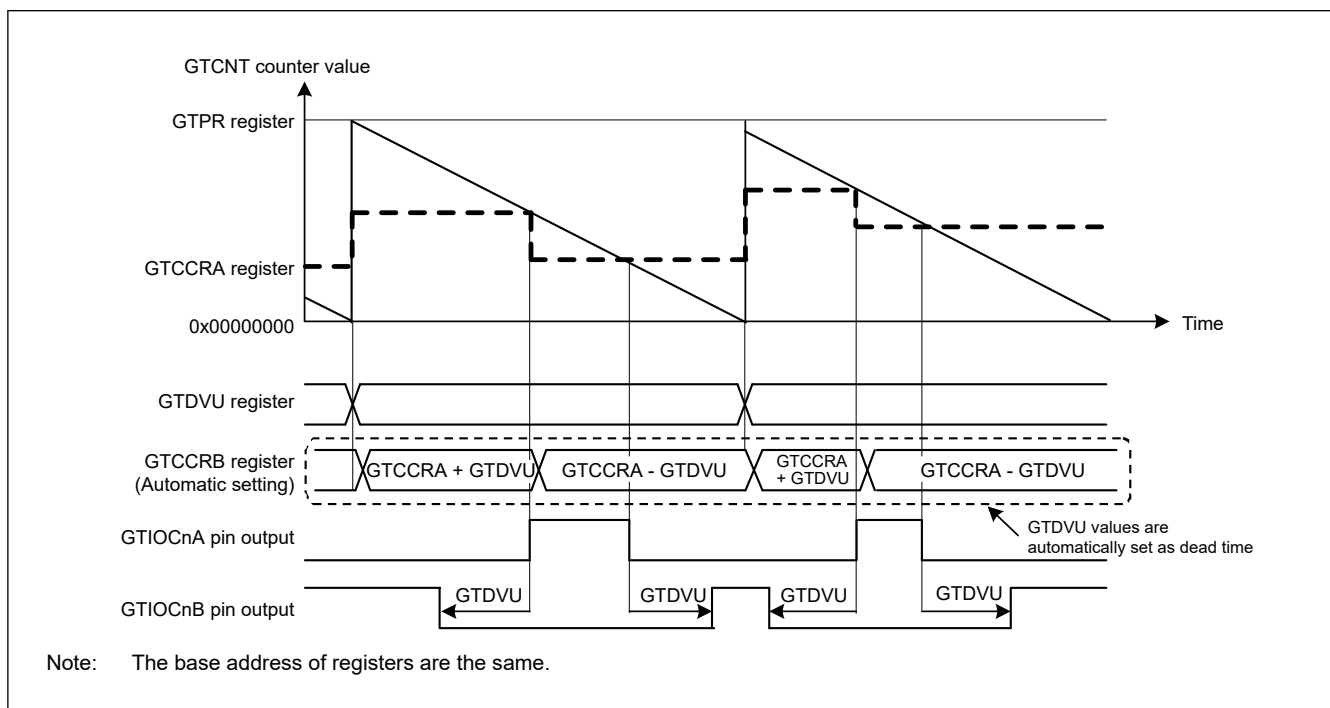 GTCNT counter value
GTPR register
GTCCRA register
0x00000000
Time
GTDVU register
GTCCRB register
(Automatic setting)
GTCCRA + GTDVU
GTCCRA - GTDVU
GTCCRA
+ GTDVU
GTCCRA - GTDVU
GTDVU values are
automatically set as dead time
GTIOCnA pin output
GTIOCnB pin output
GTDVU
GTDVU
GTDVU
GTDVU
Note: The base address of registers are the same.